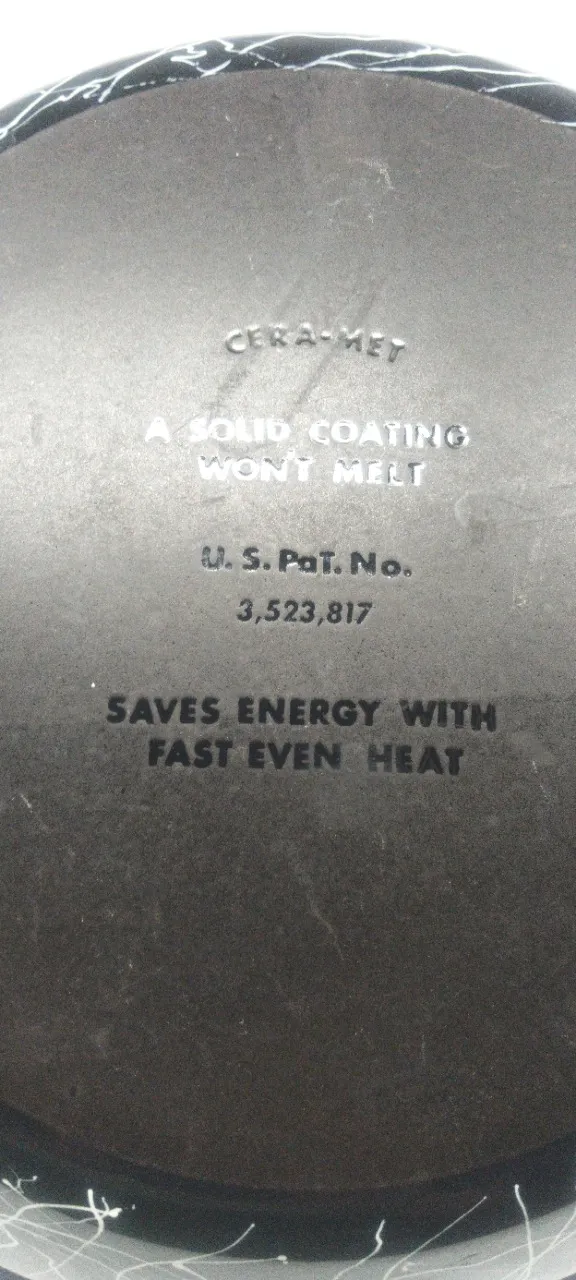 CERA-MET
A SOLID COATING
WON'T MELT
U. S. PaT. No.
3,523,817
SAVES ENERGY WITH
FAST EVEN HEAT